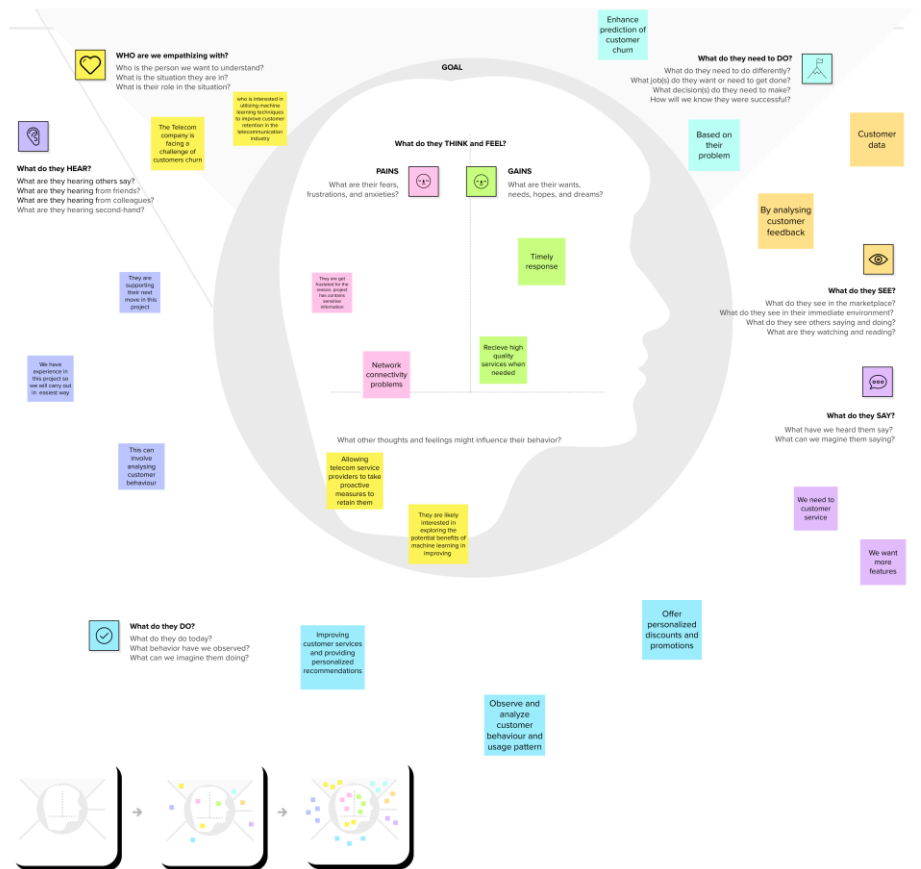 Enhance
prediction of
customer
churn
WHO are we empathizing with?
Who is the person we want to understand?
What is the situation they are in?
What is their role in the situation?
GOAL
What do they need to DO?
What do they need to do differently?
What job(s) do they want or need to get done?
What decision(s) do they need to make?
How will we know they were successful?
who is interested in
utilizing machine
learning techniques
to improve customer
retention in the
telecommunication
industry
The Telecom
company is
facing a
challenge of
customers churn
Based on
their
problem
Customer
data
What do they HEAR?
What are they hearing others say?
What are they hearing from friends?
What are they hearing from colleagues?
What are they hearing second-hand?
What do they THINK and FEEL?
PAINS
What are their fears,
frustrations, and anxieties?
GAINS
What are their wants,
needs, hopes, and dreams?
By analysing
customer
feedback
Timely
response
What do they SEE?
What do they see in the marketplace?
What do they see in their immediate environment?
What do they see others saying and doing?
What are they watching and reading?
They are
supporting
their next
move in this
project
They are get
frustated for the
reason, project
has contains
sensitive
information
We have
experience in
this project so
we will carry out
in easiest way
Network
connectivity
problems
Recieve high
quality
services when
needed
What do they SAY?
What have we heard them say?
What can we magine them saying?
This can
involve
analysing
customer
behaviour
What other thoughts and feelings might influence their behavior?
Allowing
telecom service
providers to take
proactive
measures to
retain them
They are likely
interested in
exploring the
potential benefits of
machine learning in
improving
We need to
customer
service
We want
more
features
What do they DO?
What do they do today?
What behavior have we observed?
What can we imagine them doing?
Improving
customer services
and providing
personalized
recommendations
Offer
personalized
discounts and
promotions
Observe and
analyze
customer
behaviour and
usage pattern